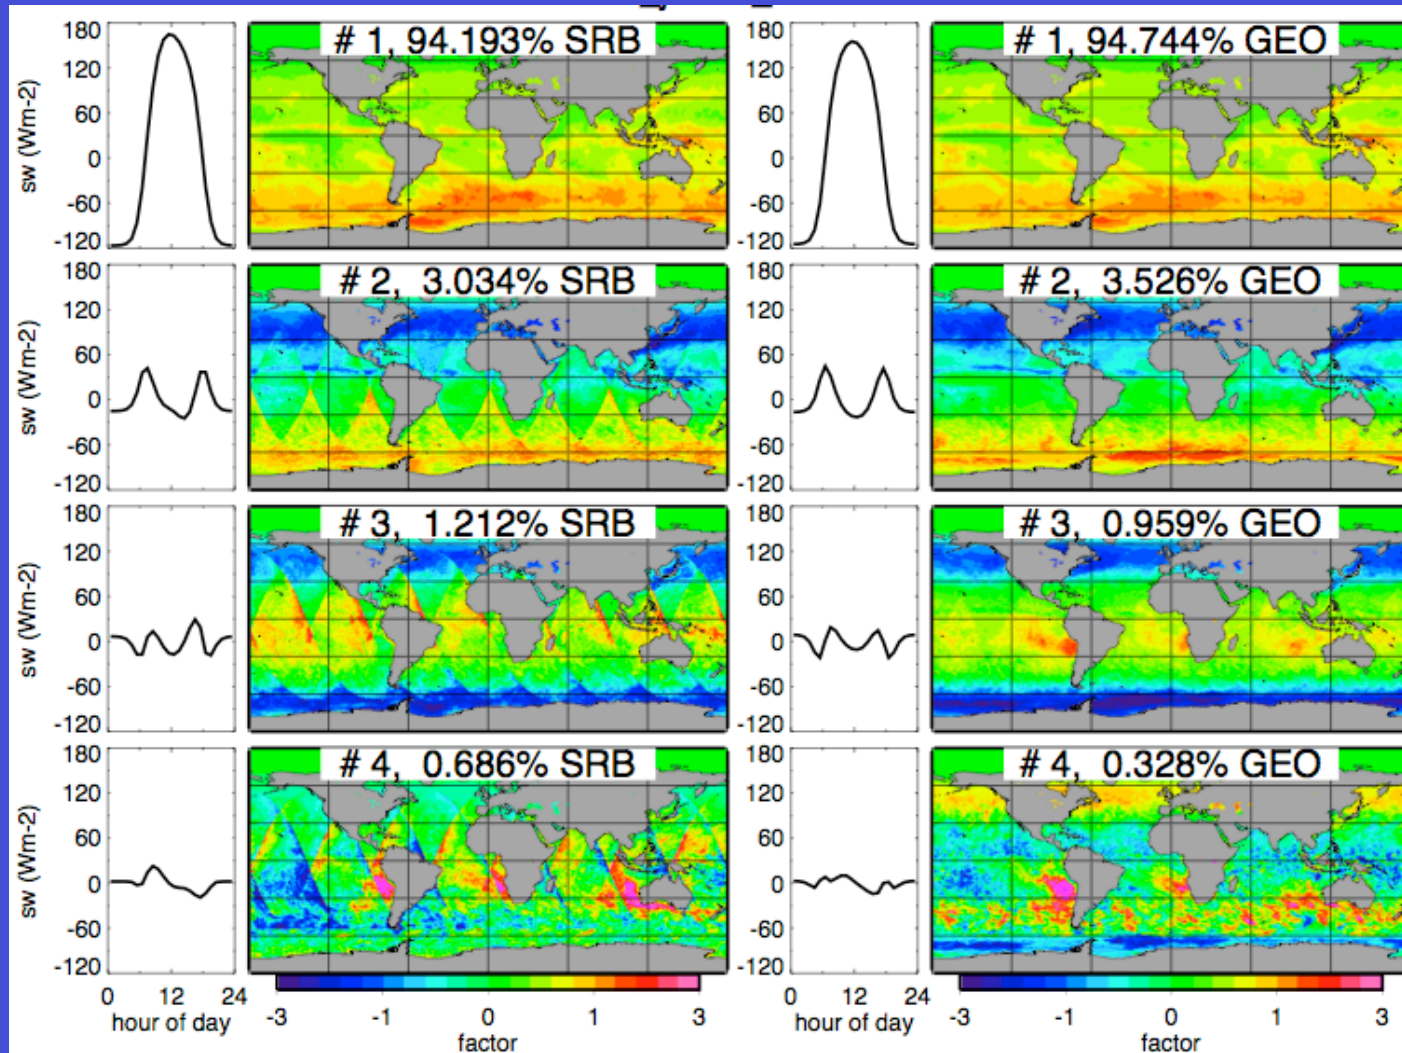 # 1, 94.193% SRB
# 1, 94.744% GEO
180
120
60
0
-60
-120
sw (Wm-2)
180
120
60
0
-60
-120
# 2, 3.034% SRB
# 2, 3.526% GEO
180
120
60
0
-60
-120
sw (Wm-2)
180
120
60
0
-60
-120
# 3, 1.212% SRB
# 3, 0.959% GEO
180
120
60
0
-60
-120
sw (Wm-2)
180
120
60
0
-60
-120
# 4, 0.686% SRB
# 4, 0.328% GEO
180
120
60
0
-60
-120
sw (Wm-2)
180
120
60
0
-60
-120
0 12 24
hour of day
-3 -1 0 1 3
factor
0 12 24
hour of day
-3 -1 0 1 3
factor